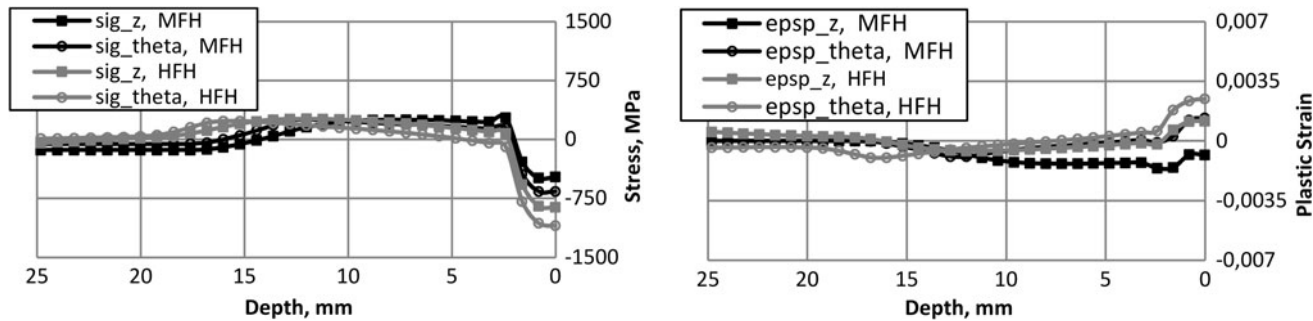 sig_z, MFH
sig_theta, MFH
sig_z, HFH
sig_theta, HFH
1500
750
0
-750
-1500
Stress, MPa
25
20
15
10
5
0
Depth, mm
epsp_z, MFH
epsp_theta, MFH
epsp_z, HFH
epsp_theta, HFH
0,007
0,0035
0
-0,0035
-0,007
Plastic Strain
25
20
15
10
5
0
Depth, mm